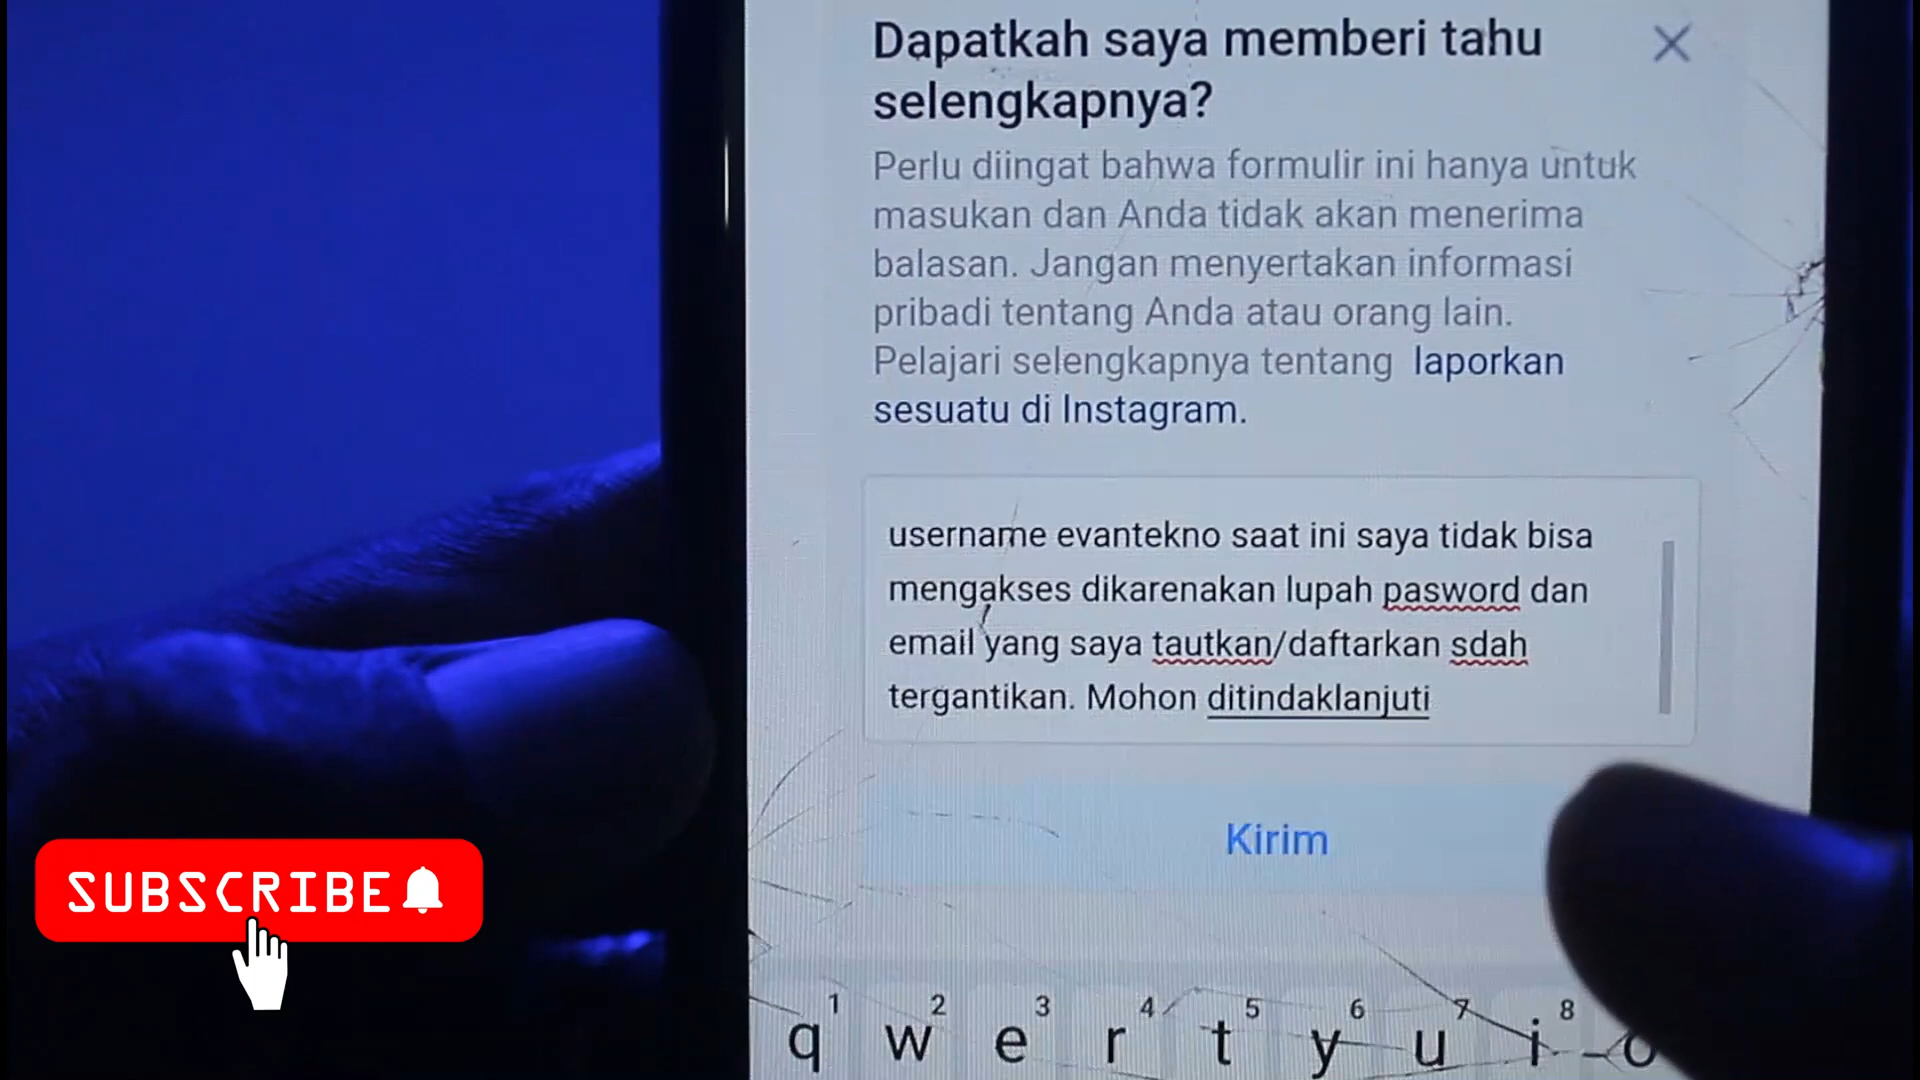 Dapatkah saya memberi tahu
selengkapnya?
Perlu diingat bahwa formulir ini hanya untuk
masukan dan Anda tidak akan menerima
balasan. Jangan menyertakan informasi
pribadi tentang Anda atau orang lain.
Pelajari selengkapnya tentang laporkan
sesuatu di Instagram.
username evantekno saat ini saya tidak bisa
mengakses dikarenakan lupah pasword dan
email yang saya tautkan/daftarkan sdah
tergantikan. Mohon ditindaklanjuti
Kirim
SUBSCRIBE
1 2 3 4 5 6 7 8
q w e r t y u i o